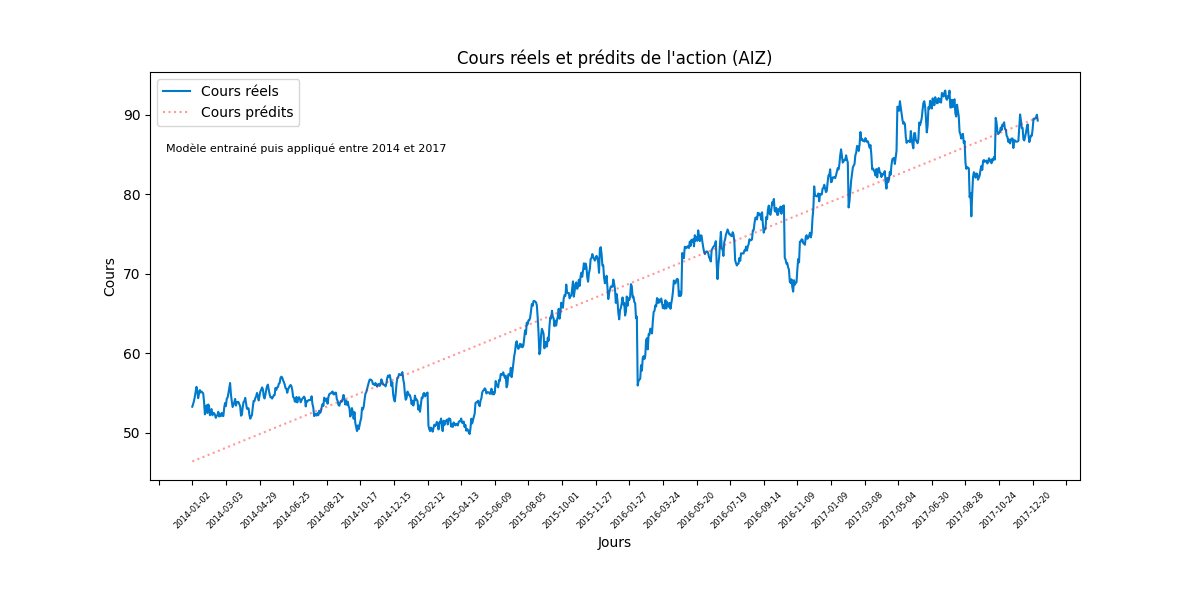 Cours réels et prédits de l'action (AIZ)
Cours réels
Cours prédits
Modèle entrainé puis appliqué entre 2014 et 2017
Cours
90
80
70
60
50
2014-01-02 2014-03-03 2014-04-29 2014-06-25 2014-08-21 2014-10-17 2014-12-15 2015-02-12 2015-04-13 2015-06-09 2015-08-05 2015-10-01 2015-11-27 2016-01-27 2016-03-24 2016-05-20 2016-07-19 2016-09-14 2016-11-09 2017-01-09 2017-03-08 2017-05-04 2017-06-30 2017-08-28 2017-10-24 2017-12-20
Jours